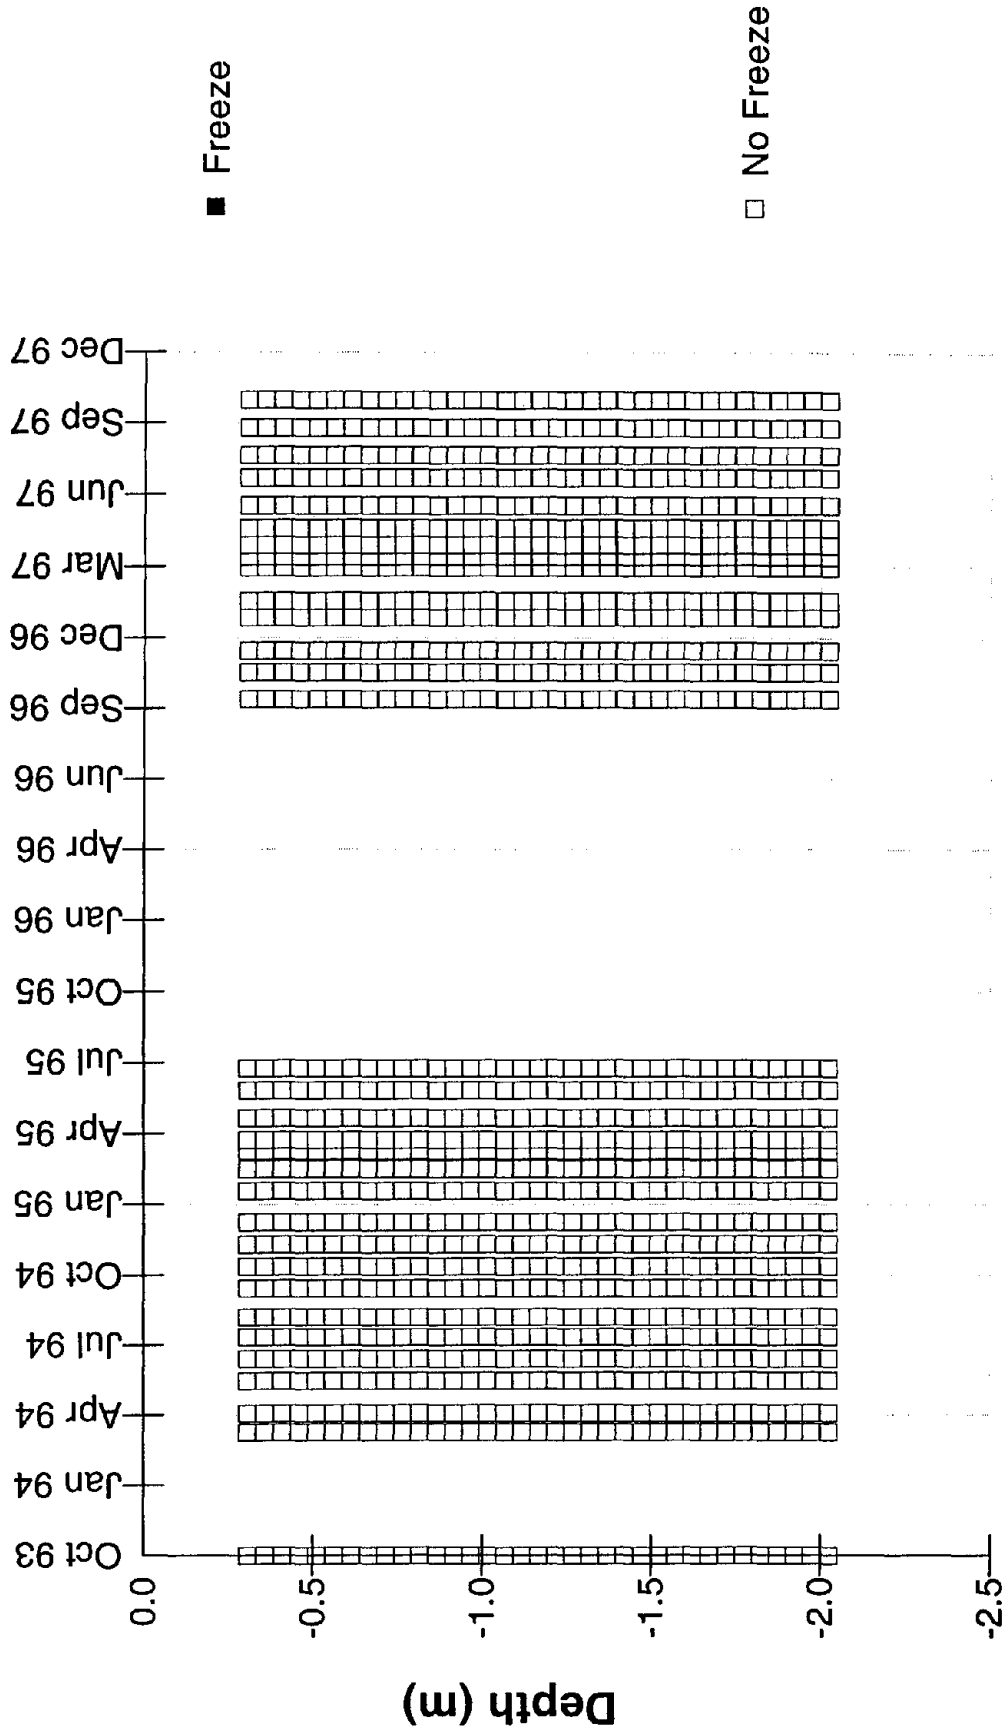 Oct 93
Jan 94
Apr 94
Jul 94
Oct 94
Jan 95
Apr 95
Jul 95
Oct 95
Jan 96
Apr 96
Jun 96
Sep 96
Dec 96
Mar 97
Jun 97
Sep 97
Dec 97
0.0
-0.5
-1.0
-1.5
-2.0
-2.5
Depth (m)
Freeze
No Freeze